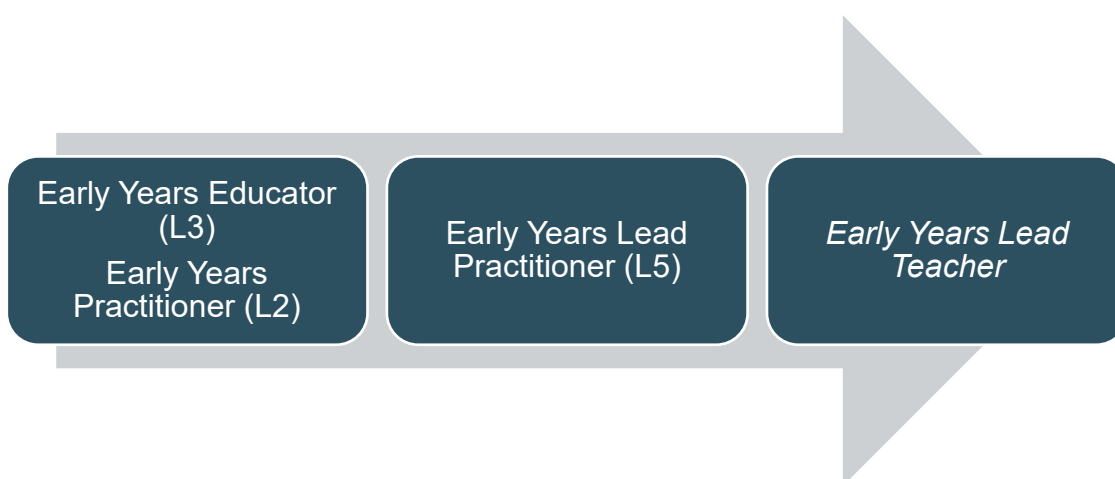 Early Years Educator
(L3)
Early Years
Practitioner (L2)
Early Years Lead
Practitioner (L5)
Early Years Lead
Teacher